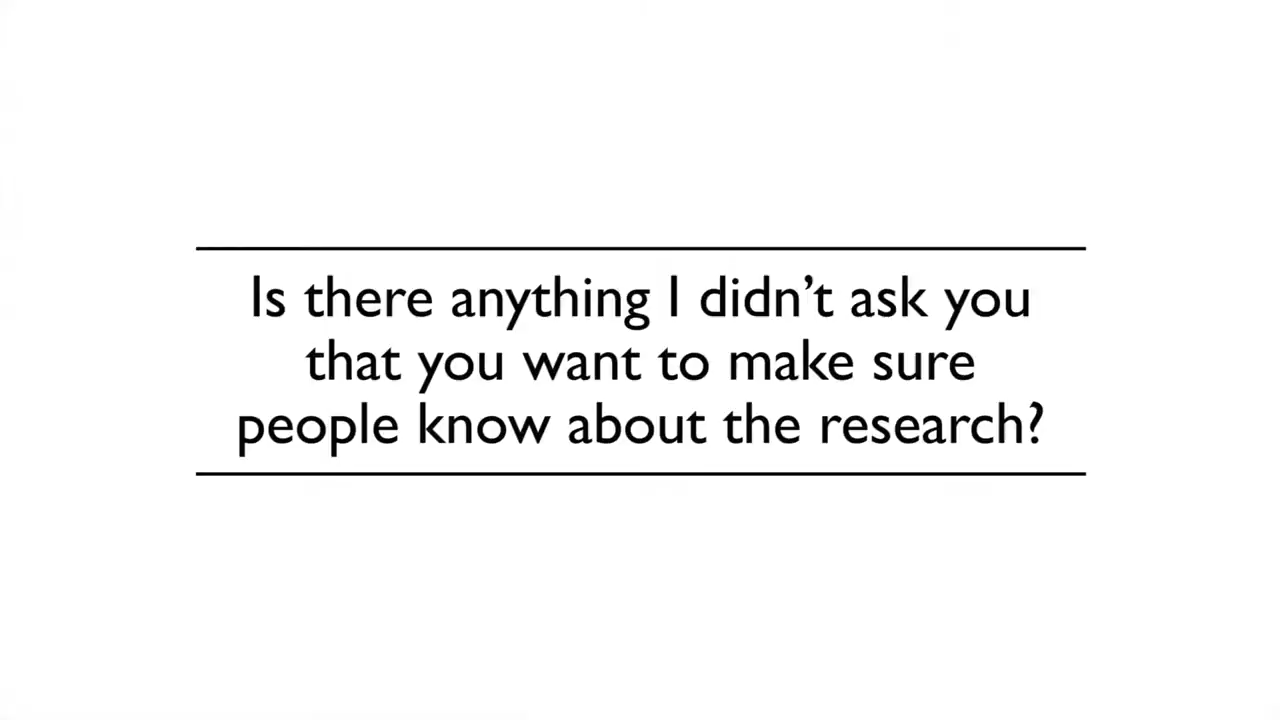 Is there anything I didn’t ask you
that you want to make sure
people know about the research?